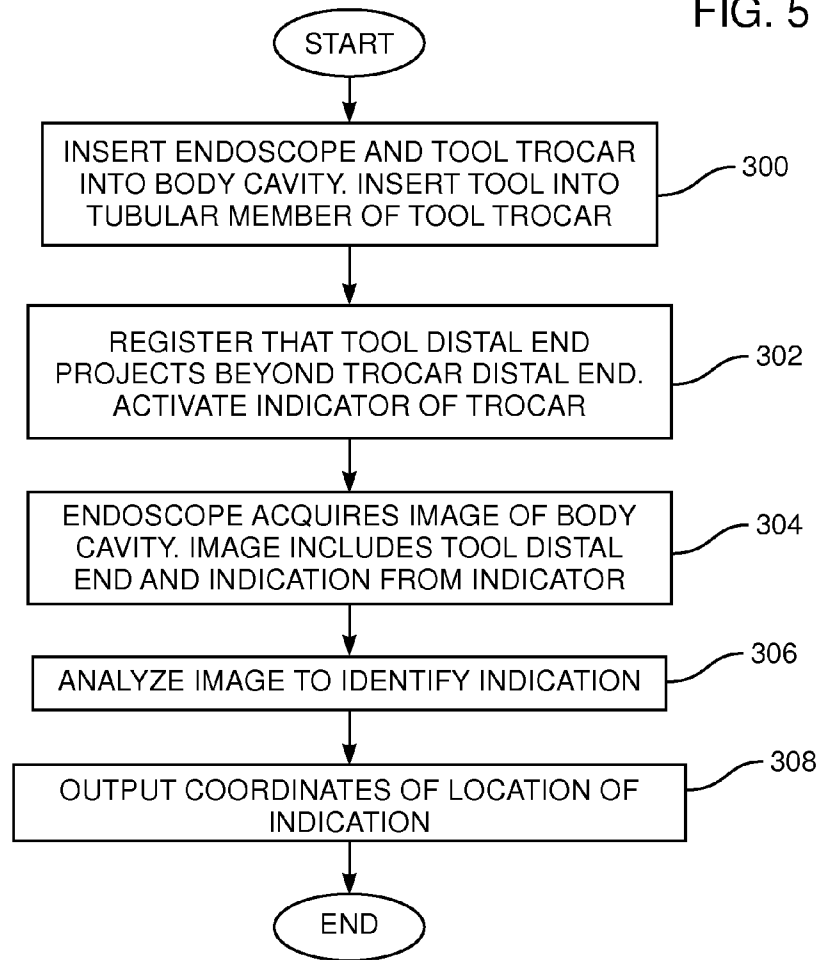 FIG. 5
START
INSERT ENDOSCOPE AND TOOL TROCAR
INTO BODY CAVITY. INSERT TOOL INTO
TUBULAR MEMBER OF TOOL TROCAR
300
REGISTER THAT TOOL DISTAL END
PROJECTS BEYOND TROCAR DISTAL END.
ACTIVATE INDICATOR OF TROCAR
302
ENDOSCOPE ACQUIRES IMAGE OF BODY
CAVITY. IMAGE INCLUDES TOOL DISTAL
END AND INDICATION FROM INDICATOR
304
ANALYZE IMAGE TO IDENTIFY INDICATION
306
OUTPUT COORDINATES OF LOCATION OF
INDICATION
308
END